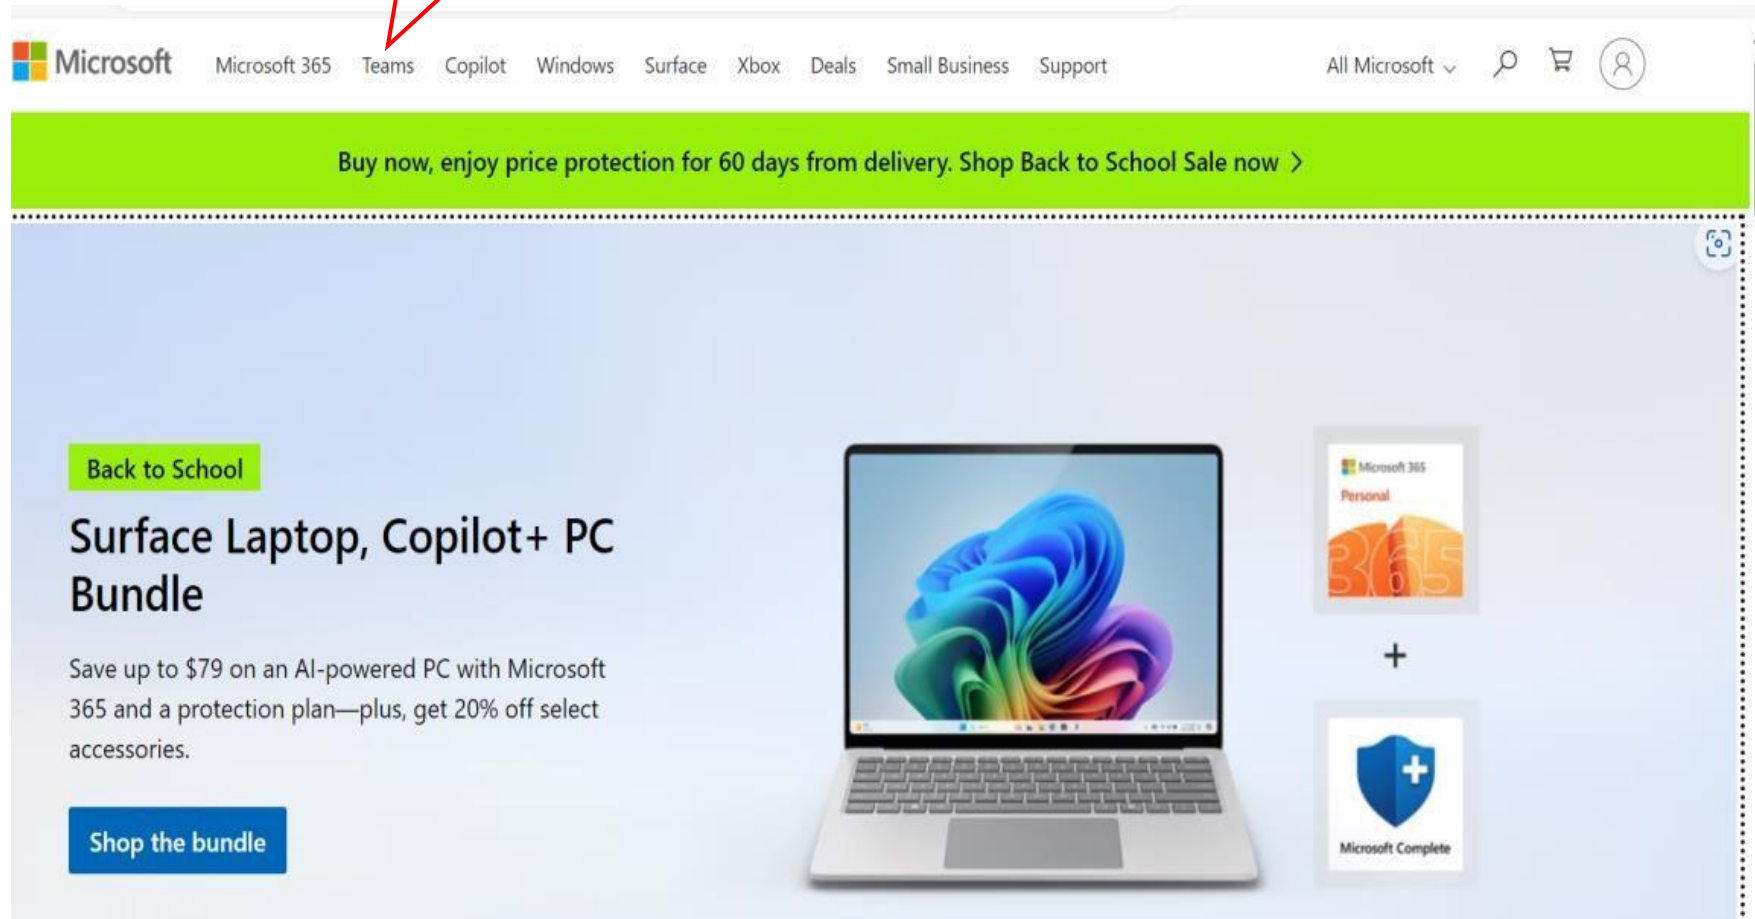 Microsoft
Microsoft 365 Teams Copilot Windows Surface Xbox Deals Small Business Support
All Microsoft
Buy now, enjoy price protection for 60 days from delivery. Shop Back to School Sale now
Back to School
Surface Laptop, Copilot+ PC
Bundle
Save up to $79 on an AI-powered PC with Microsoft
365 and a protection plan—plus, get 20% off select
accessories.
Shop the bundle
Microsoft 365
Personal
365
+
Microsoft Complete